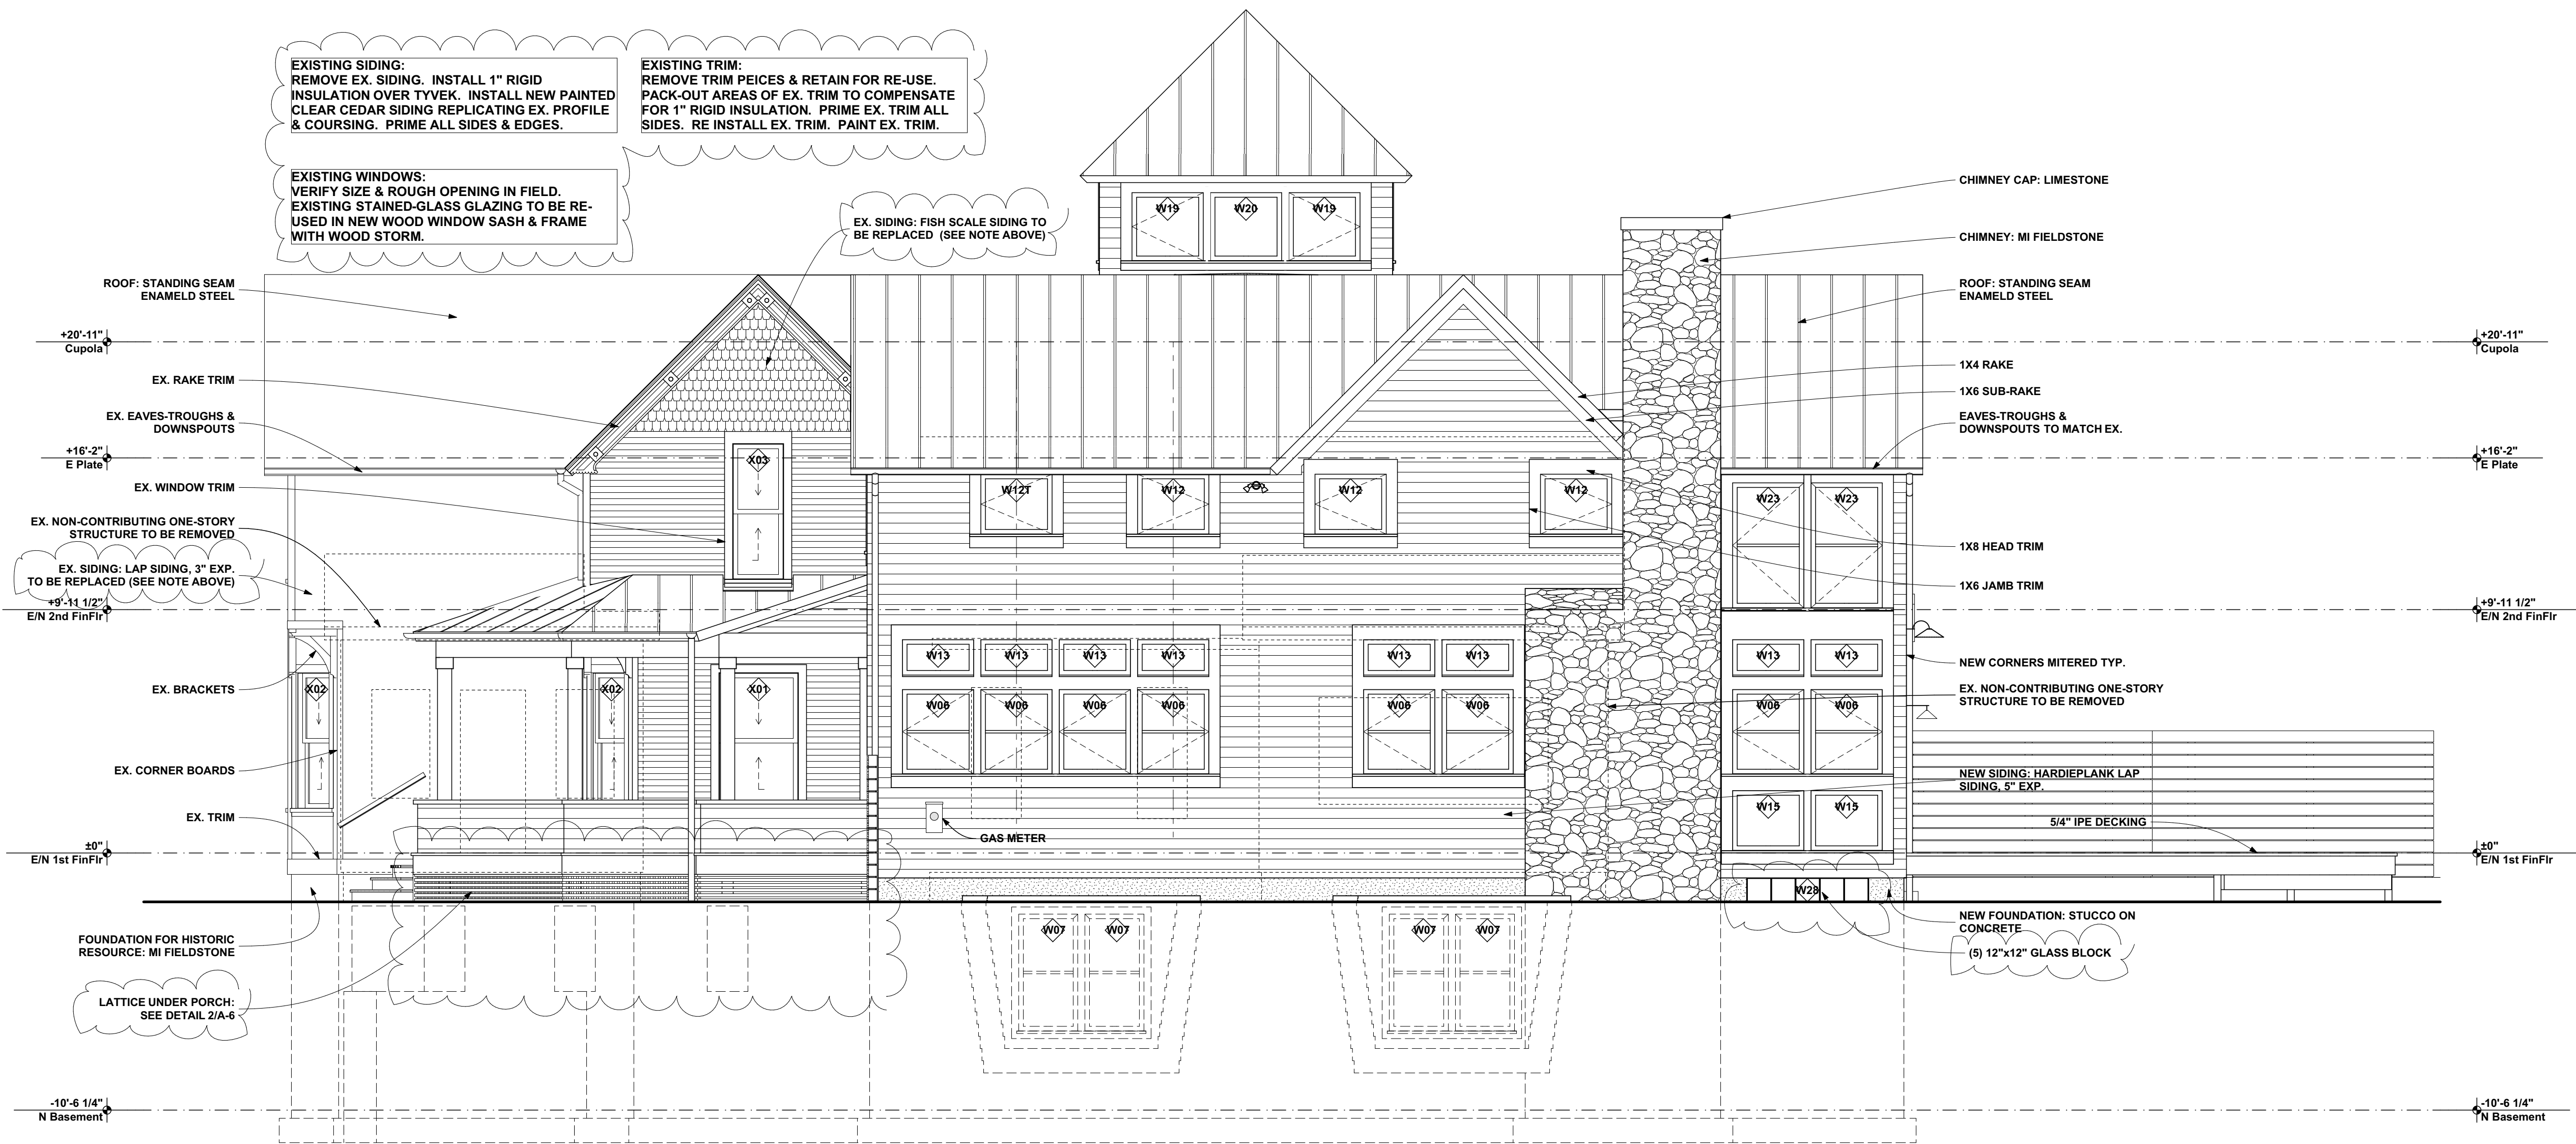 EXISTING SIDING:
REMOVE EX. SIDING. INSTALL 1" RIGID
INSULATION OVER TYVEK. INSTALL NEW PAINTED
CLEAR CEDAR SIDING REPLICATING EX. PROFILE
& COURSING. PRIME ALL SIDES & EDGES.
EXISTING TRIM:
REMOVE TRIM PEICES & RETAIN FOR RE-USE.
PACK-OUT AREAS OF EX. TRIM TO COMPENSATE
FOR 1" RIGID INSULATION. PRIME EX. TRIM ALL
SIDES. RE INSTALL EX. TRIM. PAINT EX. TRIM.
EXISTING WINDOWS:
VERIFY SIZE & ROUGH OPENING IN FIELD.
EXISTING STAINED-GLASS GLAZING TO BE RE-
USED IN NEW WOOD WINDOW SASH & FRAME
WITH WOOD STORM.
EX. SIDING: FISH SCALE SIDING TO
BE REPLACED (SEE NOTE ABOVE)
ROOF: STANDING SEAM
ENAMELD STEEL
+20'-11"
Cupola
EX. RAKE TRIM
EX. EAVES-TROUGHS &
DOWNSPOUTS
+16'-2"
E Plate
EX. WINDOW TRIM
EX. NON-CONTRIBUTING ONE-STORY
STRUCTURE TO BE REMOVED
EX. SIDING: LAP SIDING, 3" EXP.
TO BE REPLACED (SEE NOTE ABOVE)
+9'-11 1/2"
E/N 2nd FinFlr
EX. BRACKETS
EX. CORNER BOARDS
EX. TRIM
±0"
E/N 1st FinFlr
FOUNDATION FOR HISTORIC
RESOURCE: MI FIELDSTONE
LATTICE UNDER PORCH:
SEE DETAIL 2/A-6
-10'-6 1/4"
N Basement
W19 W20 W19
X03
W12T W12 W12 W12
W23 W23
X02 X02 X01
W13 W13 W13 W13 W13 W13 W13 W13
W06 W06 W06 W06 W06 W06 W06 W06
W15 W15
GAS METER
W28
W07 W07 W07 W07
CHIMNEY CAP: LIMESTONE
CHIMNEY: MI FIELDSTONE
ROOF: STANDING SEAM
ENAMELD STEEL
+20'-11"
Cupola
1X4 RAKE
1X6 SUB-RAKE
EAVES-TROUGHS &
DOWNSPOUTS TO MATCH EX.
+16'-2"
E Plate
1X8 HEAD TRIM
1X6 JAMB TRIM
+9'-11 1/2"
E/N 2nd FinFlr
NEW CORNERS MITERED TYP.
EX. NON-CONTRIBUTING ONE-STORY
STRUCTURE TO BE REMOVED
NEW SIDING: HARDIEPLANK LAP
SIDING, 5" EXP.
5/4" IPE DECKING
±0"
E/N 1st FinFlr
NEW FOUNDATION: STUCCO ON
CONCRETE
(5) 12"x12" GLASS BLOCK
-10'-6 1/4"
N Basement